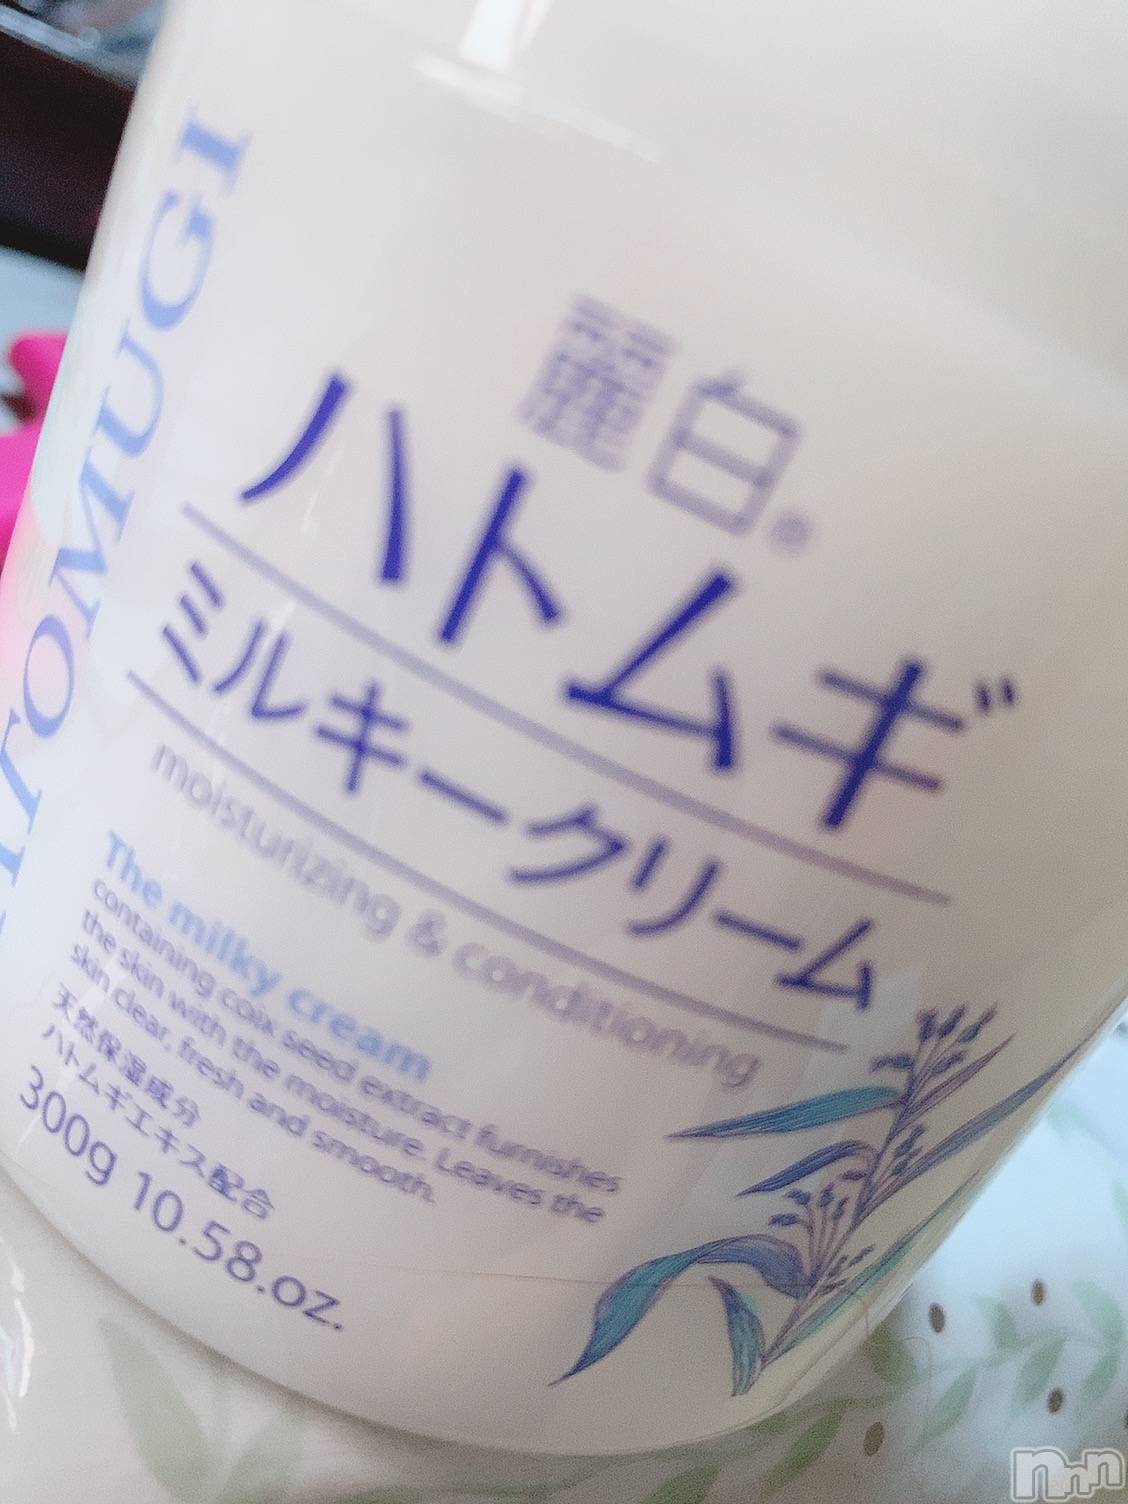 麗白®
ハトムギ
ミルキークリーム
moisturizing & conditioning
The milky cream
containing coix seed extract furnishes
the skin with the moisture. Leaves the
skin clear, fresh and smooth.
天然保湿成分
ハトムギエキス配合
300g 10.58.oz.
TOMUGI
nnn